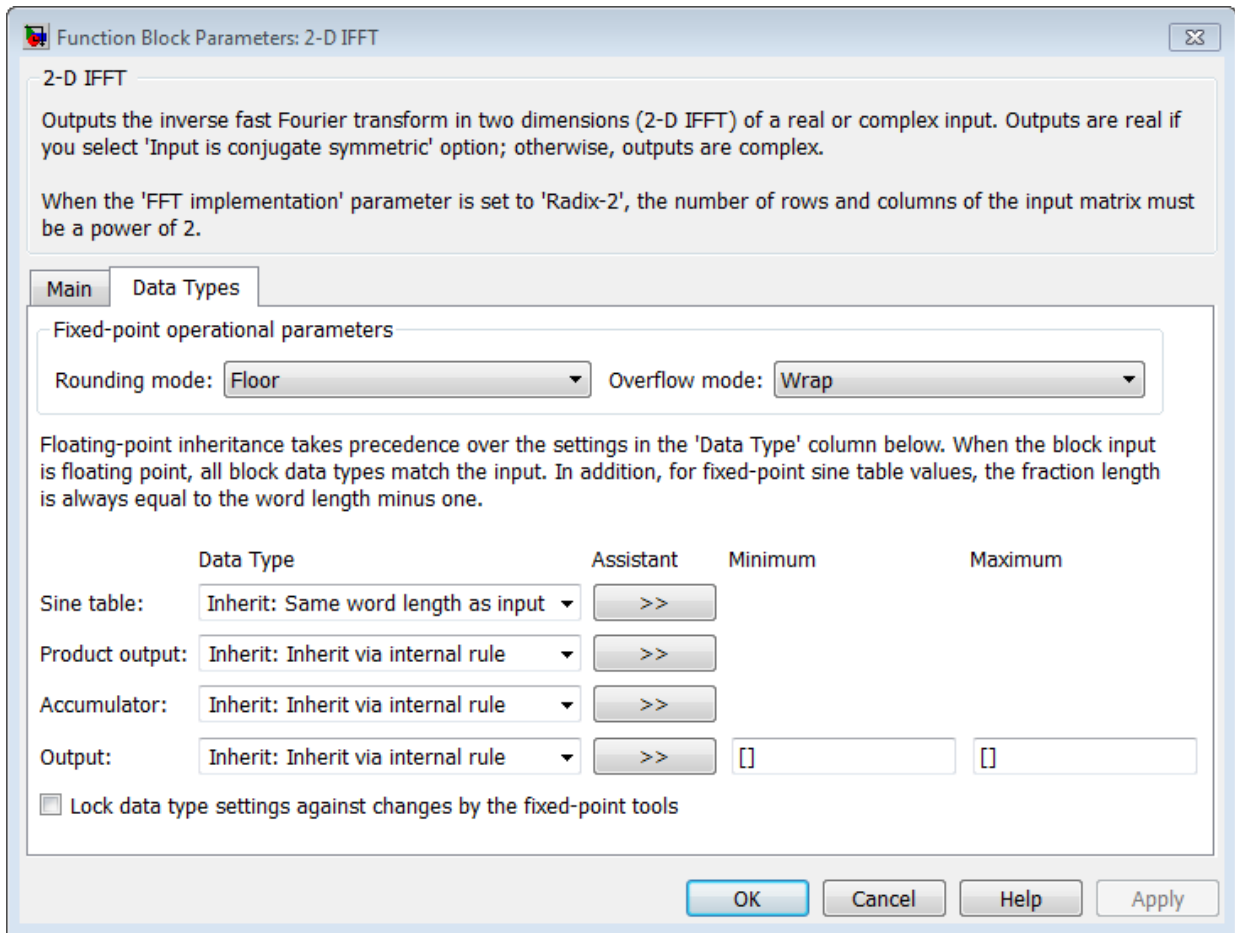 Function Block Parameters: 2-D IFFT
2-D IFFT
Outputs the inverse fast Fourier transform in two dimensions (2-D IFFT) of a real or complex input. Outputs are real if
you select 'Input is conjugate symmetric' option; otherwise, outputs are complex.
When the 'FFT implementation' parameter is set to 'Radix-2', the number of rows and columns of the input matrix must
be a power of 2.
Main Data Types
Fixed-point operational parameters
Rounding mode: Floor Overflow mode: Wrap
Floating-point inheritance takes precedence over the settings in the 'Data Type' column below. When the block input
is floating point, all block data types match the input. In addition, for fixed-point sine table values, the fraction length
is always equal to the word length minus one.
Data Type Assistant Minimum Maximum
Sine table: Inherit: Same word length as input >>
Product output: Inherit: Inherit via internal rule >>
Accumulator: Inherit: Inherit via internal rule >>
Output: Inherit: Inherit via internal rule >> [] []
Lock data type settings against changes by the fixed-point tools
OK Cancel Help Apply